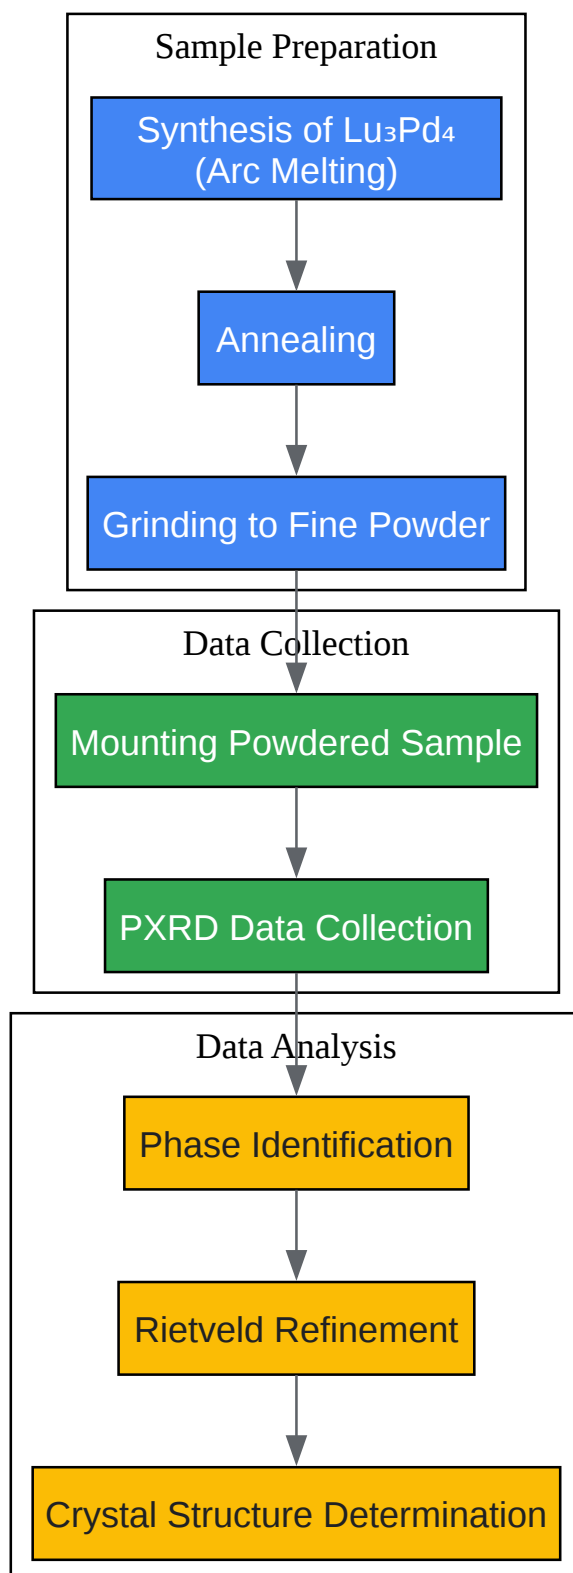 Sample Preparation
Synthesis of Lu₃Pd₄
(Arc Melting)
Annealing
Grinding to Fine Powder
Data Collection
Mounting Powdered Sample
PXRD Data Collection
Data Analysis
Phase Identification
Rietveld Refinement
Crystal Structure Determination